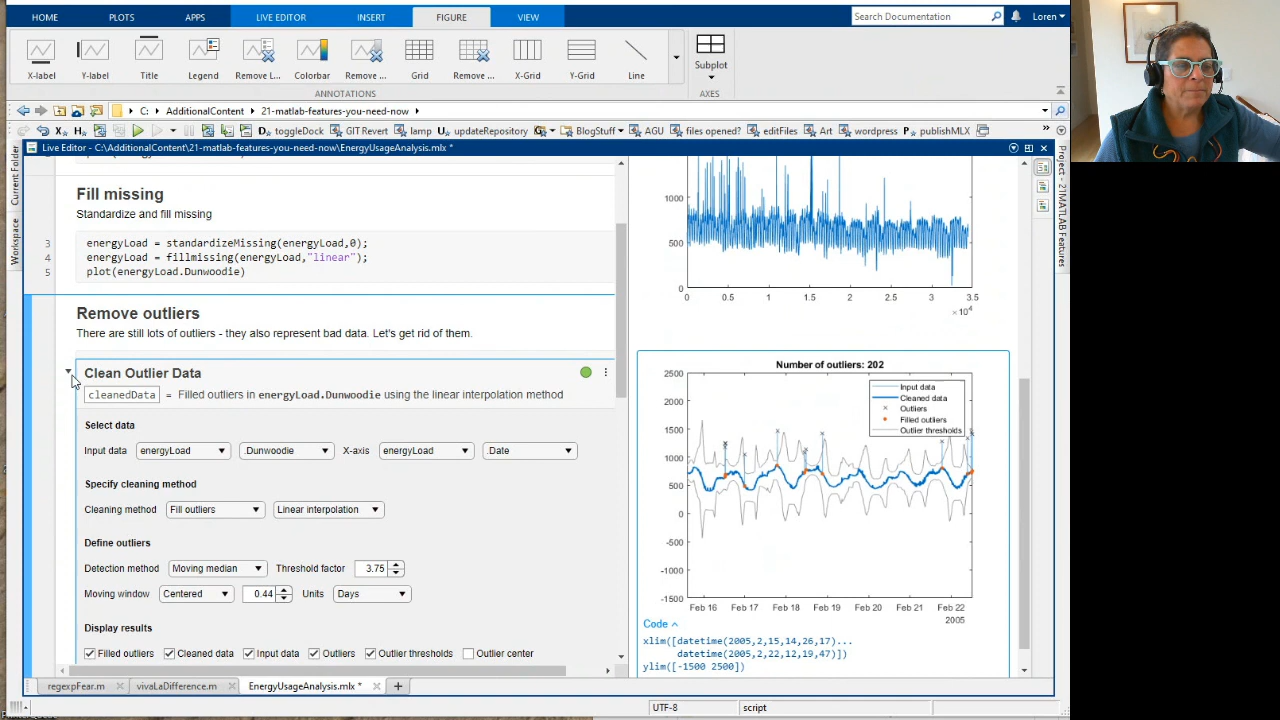 HOME PLOTS APPS LIVE EDITOR INSERT FIGURE VIEW Search Documentation Loren
X-label Y-label Title Legend Remove L... Colorbar Remove ... Grid Remove ... X-Grid Y-Grid Line Subplot
ANNOTATIONS AXES
C: AdditionalContent 21-matlab-features-you-need-now
toggleDock GIT Revert lamp updateRepository BlogStuff AGU files opened? editFiles Art wordpress publishMLX
Live Editor - C:\AdditionalContent\21-matlab-features-you-need-now\EnergyUsageAnalysis.mlx *
Current Folder
Workspace
Project - 21MATLAB Features
Fill missing
Standardize and fill missing
3 energyLoad = standardizeMissing(energyLoad,0);
4 energyLoad = fillmissing(energyLoad,"linear");
5 plot(energyLoad.Dunwoodie)
Remove outliers
There are still lots of outliers - they also represent bad data. Let's get rid of them.
Clean Outlier Data
cleanedData = Filled outliers in energyLoad.Dunwoodie using the linear interpolation method
Select data
Input data energyLoad .Dunwoodie X-axis energyLoad .Date
Specify cleaning method
Cleaning method Fill outliers Linear interpolation
Define outliers
Detection method Moving median Threshold factor 3.75
Moving window Centered 0.44 Units Days
Display results
Filled outliers Cleaned data Input data Outliers Outlier thresholds Outlier center
1000
500
0
0 0.5 1 1.5 2 2.5 3 3.5
×10⁴
Number of outliers: 202
2500
2000
1500
1000
500
0
-500
-1000
-1500
Input data
Cleaned data
Outliers
Filled outliers
Outlier thresholds
Feb 16 Feb 17 Feb 18 Feb 19 Feb 20 Feb 21 Feb 22
2005
Code
xlim([datetime(2005,2,15,14,26,17)...
datetime(2005,2,22,12,19,47)])
ylim([-1500 2500])
regexpFear.m vivaLaDifference.m EnergyUsageAnalysis.mlx *
UTF-8 script